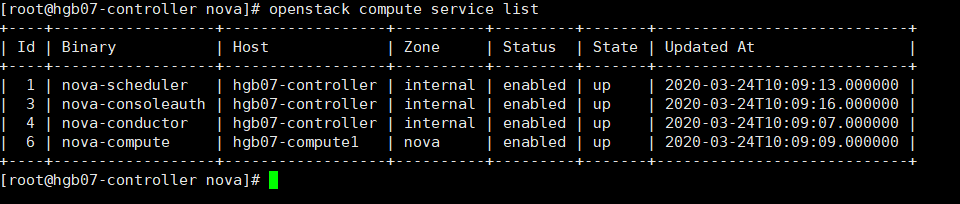 [root@hgb07-controller nova]# openstack compute service list
+----+------------------+------------------+----------+---------+-------+----------------------------+
| Id | Binary           | Host             | Zone     | Status  | State | Updated At                 |
+----+------------------+------------------+----------+---------+-------+----------------------------+
|  1 | nova-scheduler   | hgb07-controller | internal | enabled | up    | 2020-03-24T10:09:13.000000 |
|  3 | nova-consoleauth | hgb07-controller | internal | enabled | up    | 2020-03-24T10:09:16.000000 |
|  4 | nova-conductor   | hgb07-controller | internal | enabled | up    | 2020-03-24T10:09:07.000000 |
|  6 | nova-compute     | hgb07-compute1   | nova     | enabled | up    | 2020-03-24T10:09:09.000000 |
+----+------------------+------------------+----------+---------+-------+----------------------------+
[root@hgb07-controller nova]#